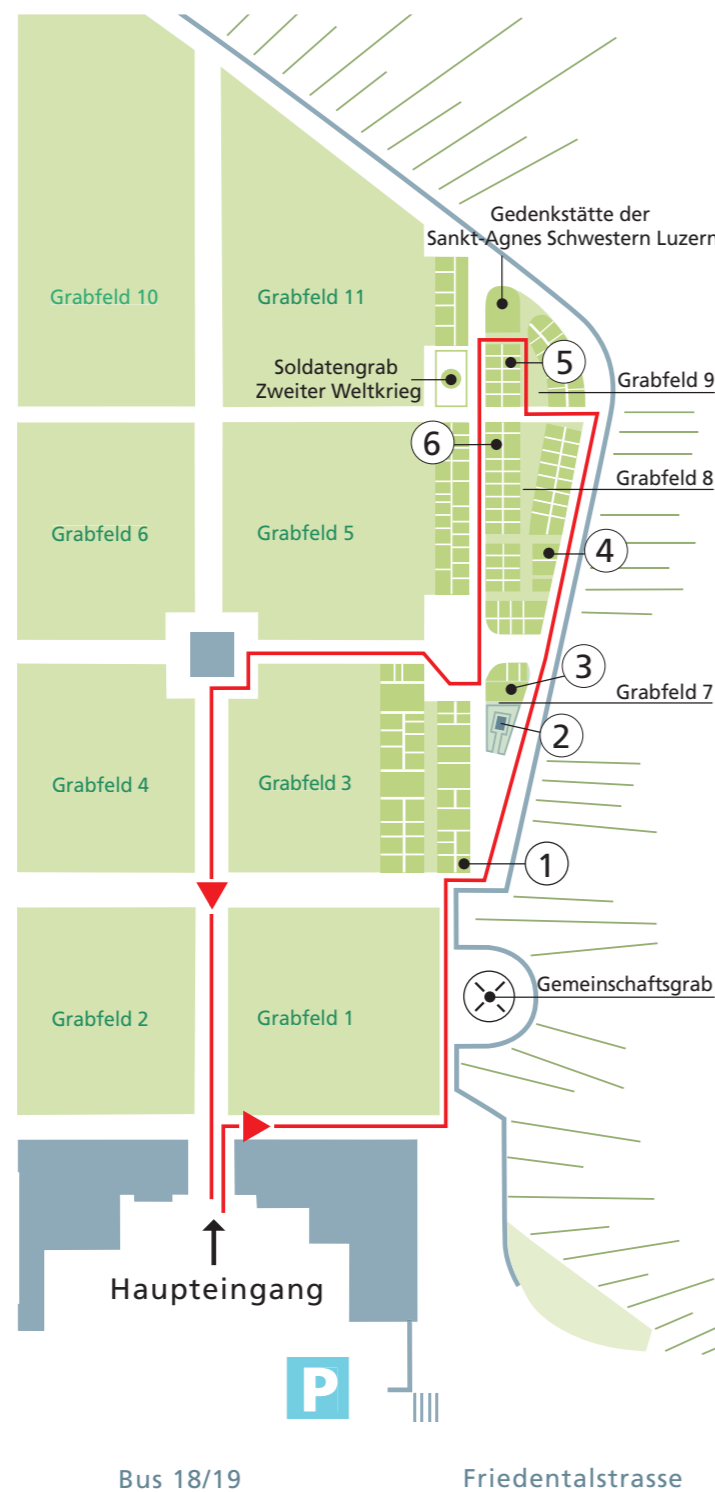 Gedenkstätte der
Sankt-Agnes Schwestern Luzern
Grabfeld 10
Grabfeld 11
Soldatengrab
Zweiter Weltkrieg
5
Grabfeld 9
6
Grabfeld 8
Grabfeld 6
Grabfeld 5
4
3
Grabfeld 7
2
Grabfeld 4
Grabfeld 3
1
Gemeinschaftsgrab
Grabfeld 2
Grabfeld 1
Haupteingang
P
Bus 18/19
Friedentalstrasse